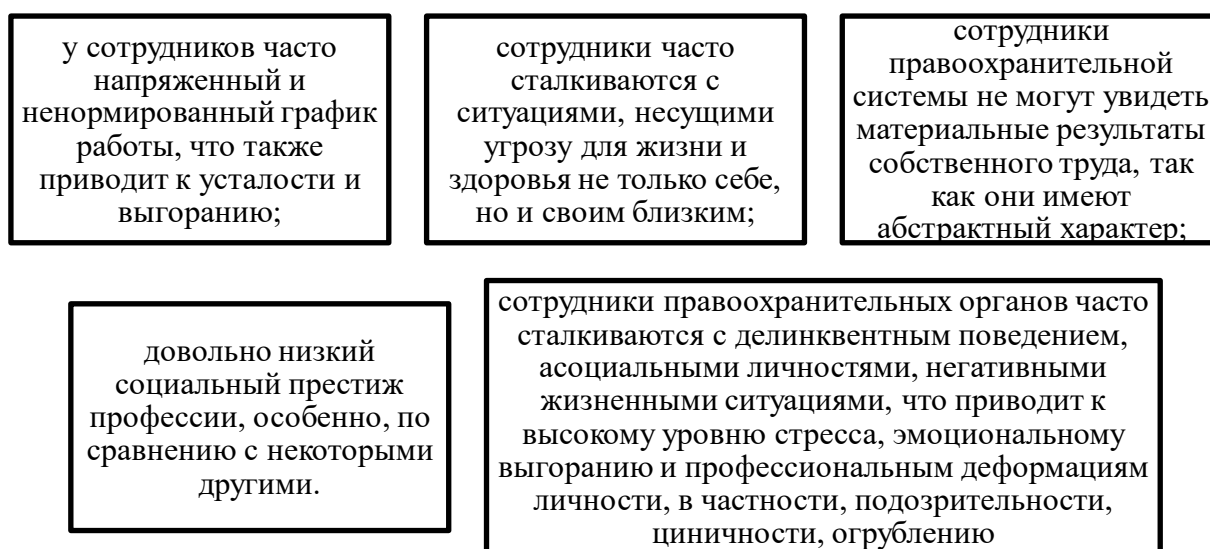 у сотрудников часто
напряженный и
ненормированный график
работы, что также
приводит к усталости и
выгоранию;
сотрудники часто
сталкиваются с
ситуациями, несущими
угрозу для жизни и
здоровья не только себе,
но и своим близким;
сотрудники
правоохранительной
системы не могут увидеть
материальные результаты
собственного труда, так
как они имеют
абстрактный характер;
довольно низкий
социальный престиж
профессии, особенно, по
сравнению с некоторыми
другими.
сотрудники правоохранительных органов часто
сталкиваются с делинквентным поведением,
асоциальными личностями, негативными
жизненными ситуациями, что приводит к
высокому уровню стресса, эмоциональному
выгоранию и профессиональным деформациям
личности, в частности, подозрительности,
циничности, огрублению